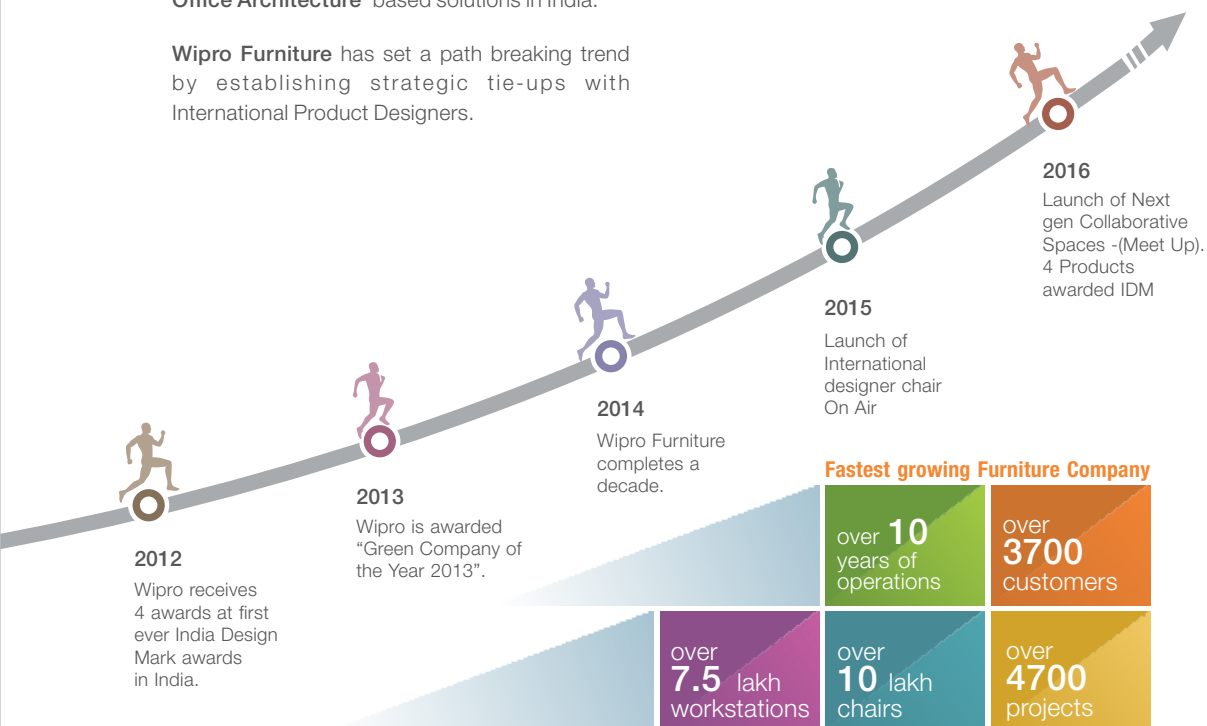 Office Architecture" based solutions in India.
Wipro Furniture has set a path breaking trend
by establishing strategic tie-ups with
International Product Designers.
2016
Launch of Next
gen Collaborative
Spaces -(Meet Up).
4 Products
awarded IDM
2015
Launch of
International
designer chair
On Air
2014
Wipro Furniture
completes a
decade.
2013
Wipro is awarded
“Green Company of
the Year 2013”.
2012
Wipro receives
4 awards at first
ever India Design
Mark awards
in India.
Fastest growing Furniture Company
over 10
years of
operations
over
3700
customers
over
7.5 lakh
workstations
over
10 lakh
chairs
over
4700
projects